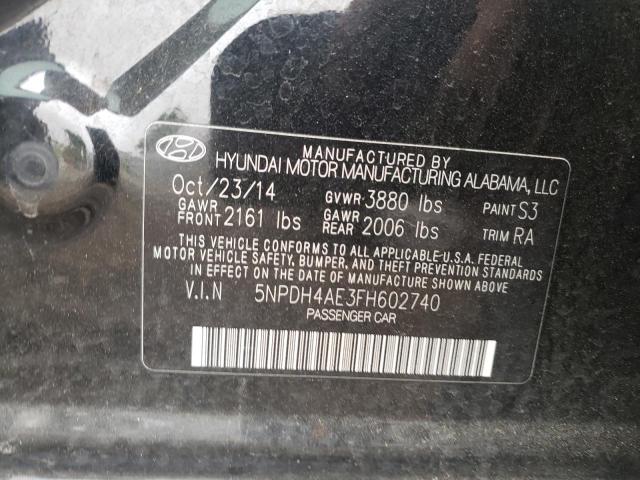 MANUFACTURED BY
HYUNDAI MOTOR MANUFACTURING ALABAMA, LLC
Oct/23/14 GVWR 3880 lbs PAINT S3
GAWR FRONT 2161 lbs GAWR REAR 2006 lbs TRIM RA
THIS VEHICLE CONFORMS TO ALL APPLICABLE U.S.A. FEDERAL
MOTOR VEHICLE SAFETY, BUMPER, AND THEFT PREVENTION STANDARDS
IN EFFECT ON THE DATE OF MANUFACTURE SHOWN ABOVE
V.I.N 5NPDH4AE3FH602740
PASSENGER CAR